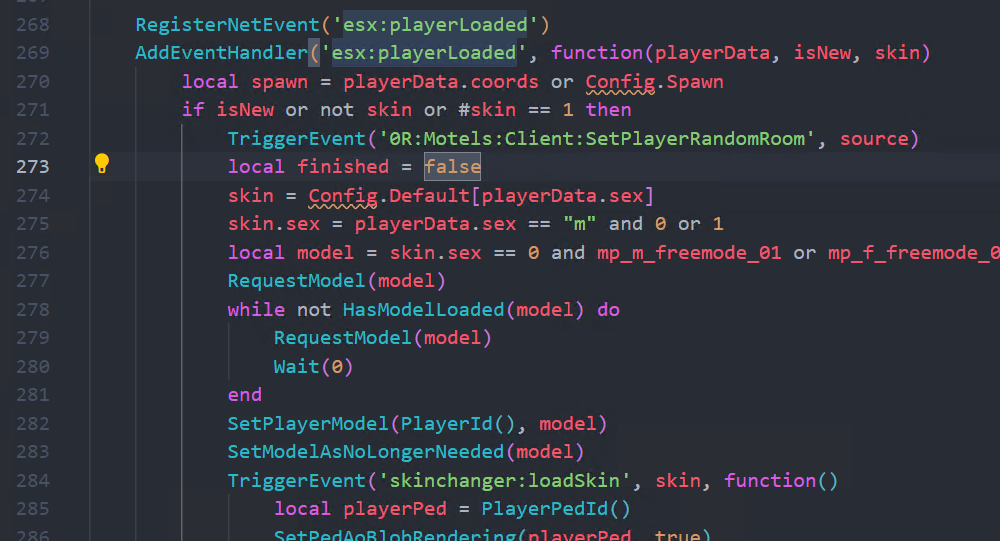 268 RegisterNetEvent('esx:playerLoaded')
269 AddEventHandler('esx:playerLoaded', function(playerData, isNew, skin)
270 local spawn = playerData.coords or Config.Spawn
271 if isNew or not skin or #skin == 1 then
272 TriggerEvent('0R:Motels:Client:SetPlayerRandomRoom', source)
273 local finished = false
274 skin = Config.Default[playerData.sex]
275 skin.sex = playerData.sex == "m" and 0 or 1
276 local model = skin.sex == 0 and mp_m_freemode_01 or mp_f_freemode_0
277 RequestModel(model)
278 while not HasModelLoaded(model) do
279 RequestModel(model)
280 Wait(0)
281 end
282 SetPlayerModel(PlayerId(), model)
283 SetModelAsNoLongerNeeded(model)
284 TriggerEvent('skinchanger:loadSkin', skin, function()
285 local playerPed = PlayerPedId()
286 SetPedAoBlobRendering(playerPed, true)